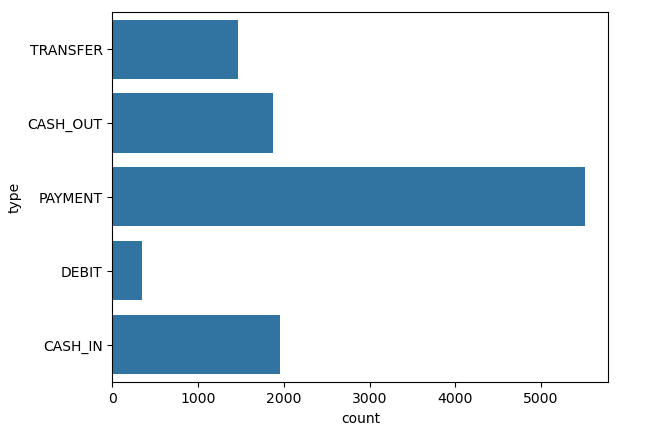 TRANSFER
CASH_OUT
PAYMENT
DEBIT
CASH_IN
type
0 1000 2000 3000 4000 5000
count